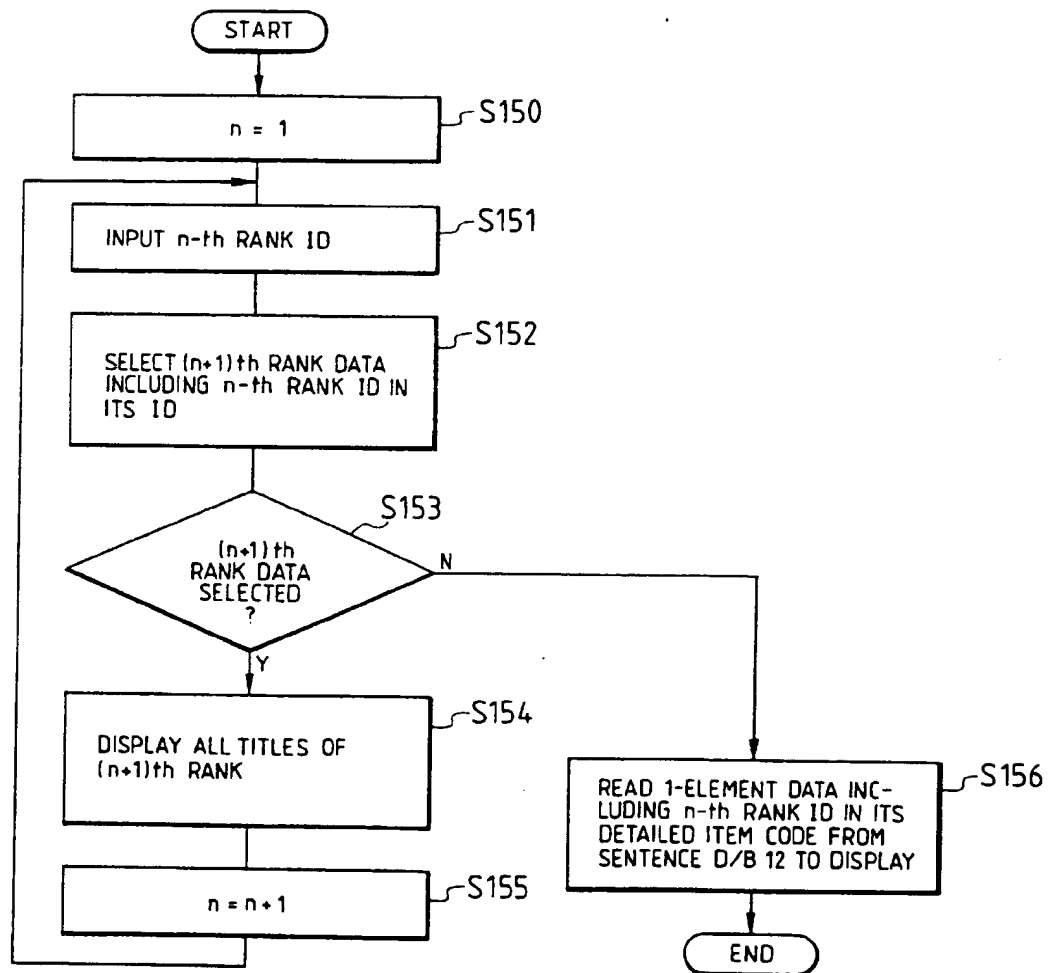 START
n = 1
S150
INPUT n-th RANK ID
S151
SELECT (n+1)th RANK DATA
INCLUDING n-th RANK ID IN
ITS ID
S152
(n+1)th
RANK DATA
SELECTED
?
S153
N
Y
DISPLAY ALL TITLES OF
(n+1)th RANK
S154
n = n+1
S155
READ 1-ELEMENT DATA INC-
LUDING n-th RANK ID IN ITS
DETAILED ITEM CODE FROM
SENTENCE D/B 12 TO DISPLAY
S156
END